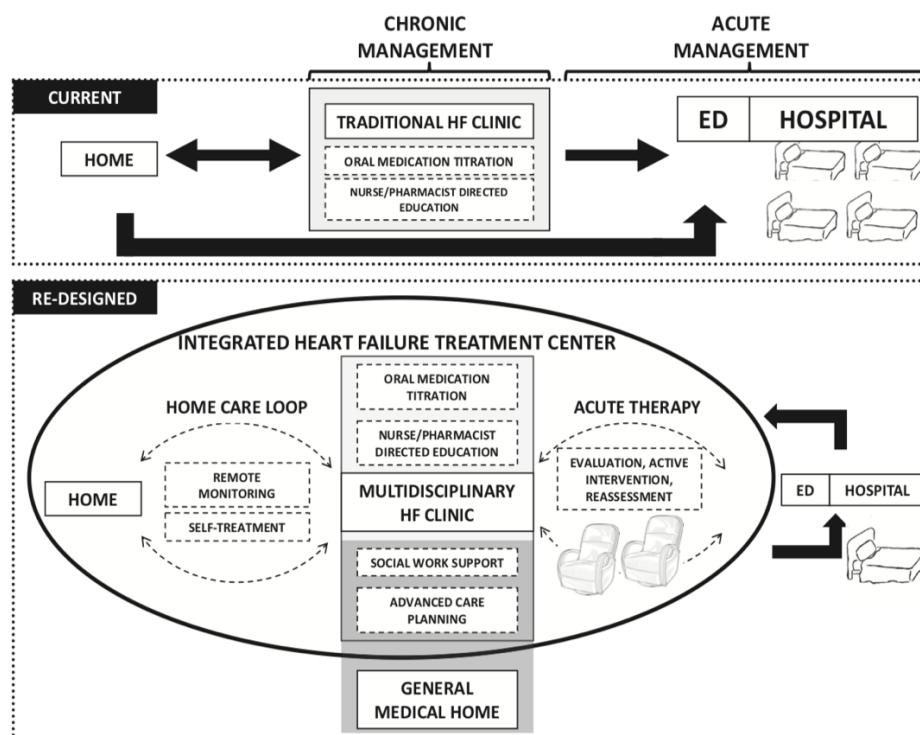 CHRONIC
MANAGEMENT
ACUTE
MANAGEMENT
CURRENT
HOME
TRADITIONAL HF CLINIC
ORAL MEDICATION TITRATION
NURSE/PHARMACIST DIRECTED
EDUCATION
ED
HOSPITAL
RE-DESIGNED
INTEGRATED HEART FAILURE TREATMENT CENTER
HOME CARE LOOP
HOME
REMOTE
MONITORING
SELF-TREATMENT
ORAL MEDICATION
TITRATION
NURSE/PHARMACIST
DIRECTED EDUCATION
MULTIDISCIPLINARY
HF CLINIC
SOCIAL WORK SUPPORT
ADVANCED CARE
PLANNING
GENERAL
MEDICAL HOME
ACUTE THERAPY
EVALUATION, ACTIVE
INTERVENTION,
REASSESSMENT
ED
HOSPITAL